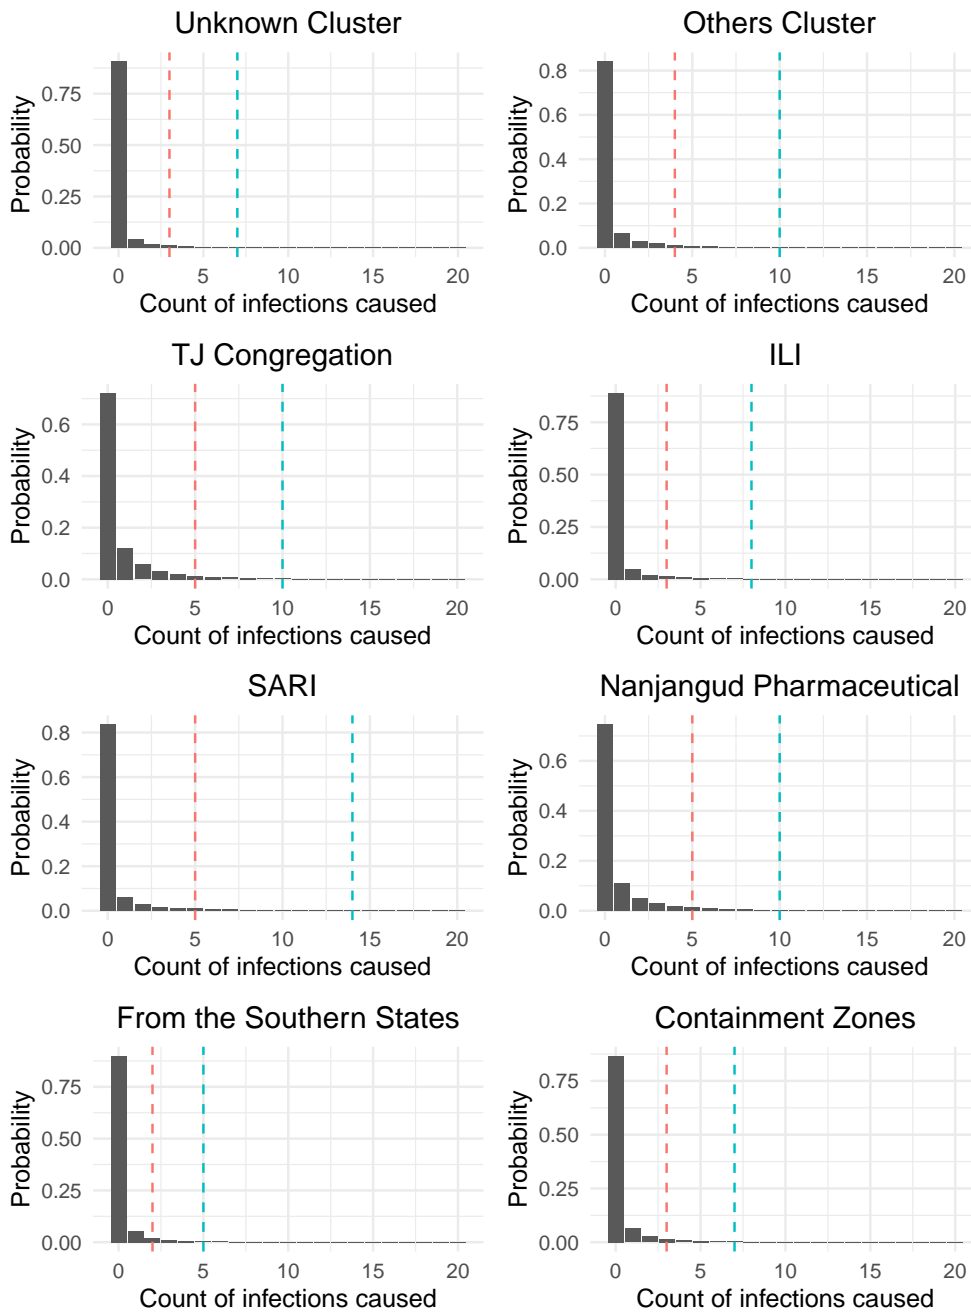 Unknown Cluster
Others Cluster
Probability
0.75
0.50
0.25
0.00
0 5 10 15 20
Count of infections caused
Probability
0.8
0.6
0.4
0.2
0.0
0 5 10 15 20
Count of infections caused
TJ Congregation
ILI
Probability
0.6
0.4
0.2
0.0
0 5 10 15 20
Count of infections caused
Probability
0.75
0.50
0.25
0.00
0 5 10 15 20
Count of infections caused
SARI
Nanjangud Pharmaceutical
Probability
0.8
0.6
0.4
0.2
0.0
0 5 10 15 20
Count of infections caused
Probability
0.6
0.4
0.2
0.0
0 5 10 15 20
Count of infections caused
From the Southern States
Containment Zones
Probability
0.75
0.50
0.25
0.00
0 5 10 15 20
Count of infections caused
Probability
0.75
0.50
0.25
0.00
0 5 10 15 20
Count of infections caused